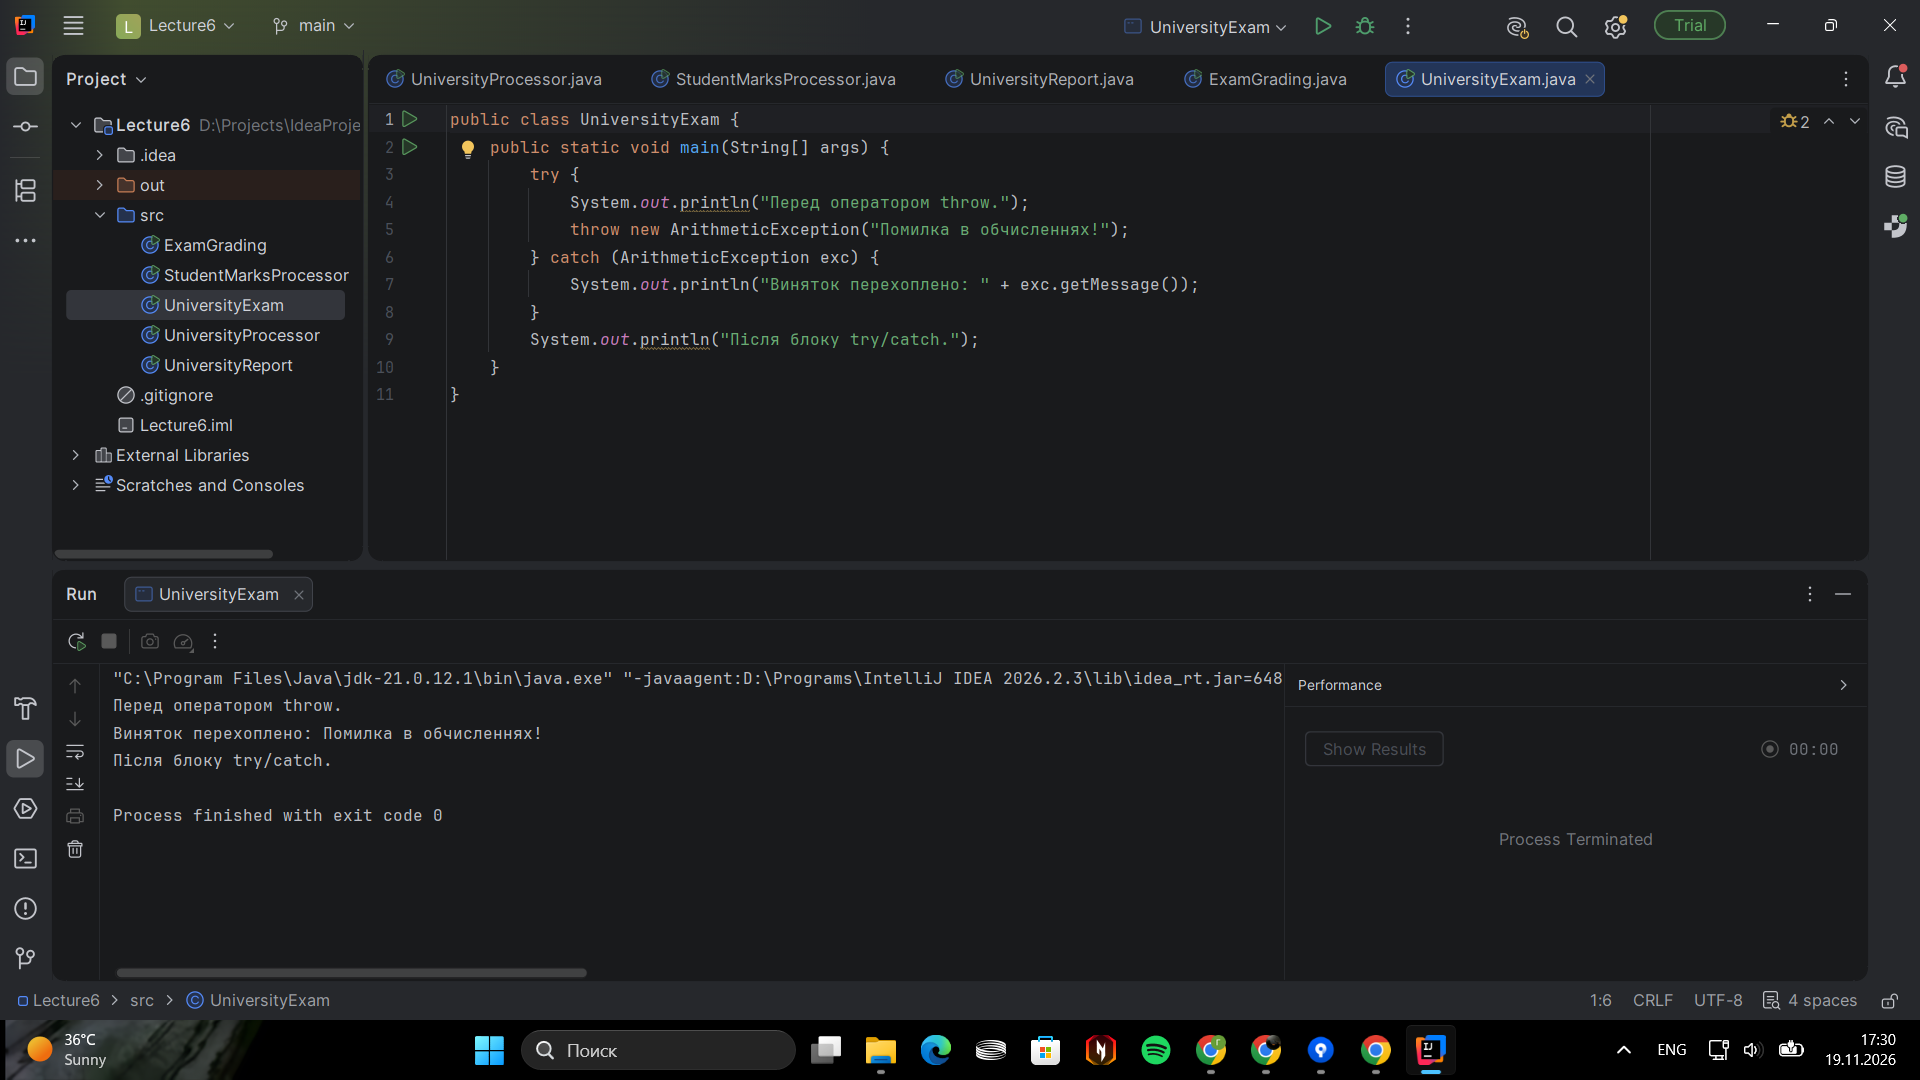 L Lecture6 main UniversityExam Trial
Project
Lecture6 D:\Projects\IdeaProje
.idea
out
src
ExamGrading
StudentMarksProcessor
UniversityExam
UniversityProcessor
UniversityReport
.gitignore
Lecture6.iml
External Libraries
Scratches and Consoles
UniversityProcessor.java StudentMarksProcessor.java UniversityReport.java ExamGrading.java UniversityExam.java
1 public class UniversityExam { 2
2 public static void main(String[] args) {
3 try {
4 System.out.println("Перед оператором throw.");
5 throw new ArithmeticException("Помилка в обчисленнях!");
6 } catch (ArithmeticException exc) {
7 System.out.println("Виняток перехоплено: " + exc.getMessage());
8 }
9 System.out.println("Після блоку try/catch.");
10 }
11 }
Run UniversityExam
"C:\Program Files\Java\jdk-21.0.12.1\bin\java.exe" "-javaagent:D:\Programs\IntelliJ IDEA 2026.2.3\lib\idea_rt.jar=648
Перед оператором throw.
Виняток перехоплено: Помилка в обчисленнях!
Після блоку try/catch.
Process finished with exit code 0
Performance
Show Results 00:00
Process Terminated
Lecture6 src UniversityExam 1:6 CRLF UTF-8 4 spaces
36°C
Sunny
Поиск
ENG
17:30
19.11.2026